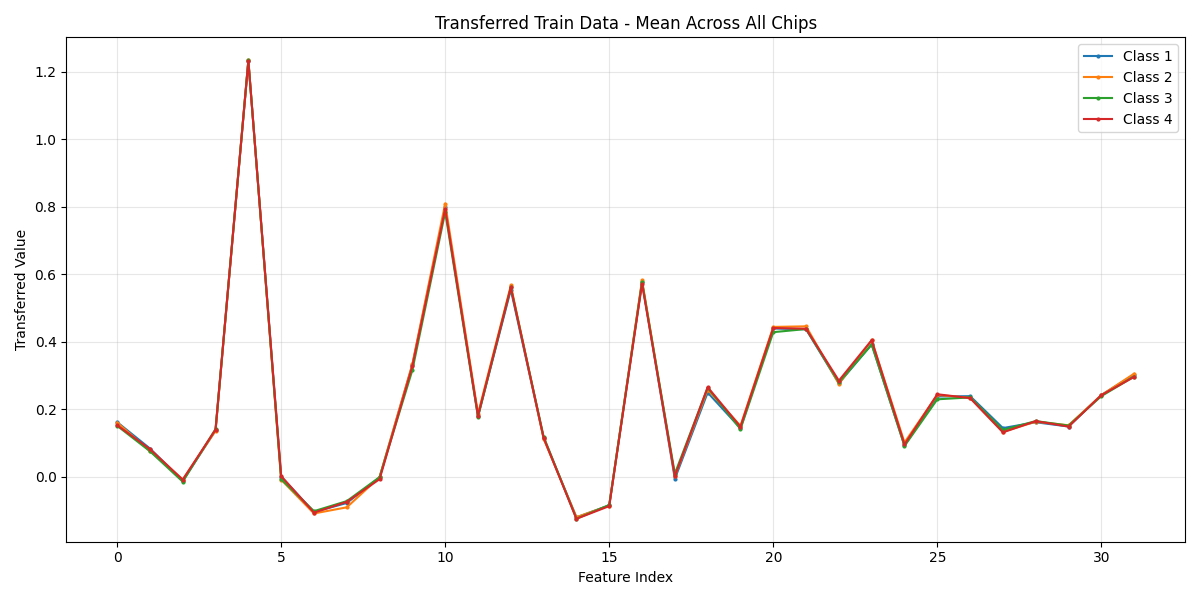 Transferred Train Data - Mean Across All Chips
Class 1
Class 2
Class 3
Class 4
Transferred Value
1.2
1.0
0.8
0.6
0.4
0.2
0.0
0 5 10 15 20 25 30
Feature Index